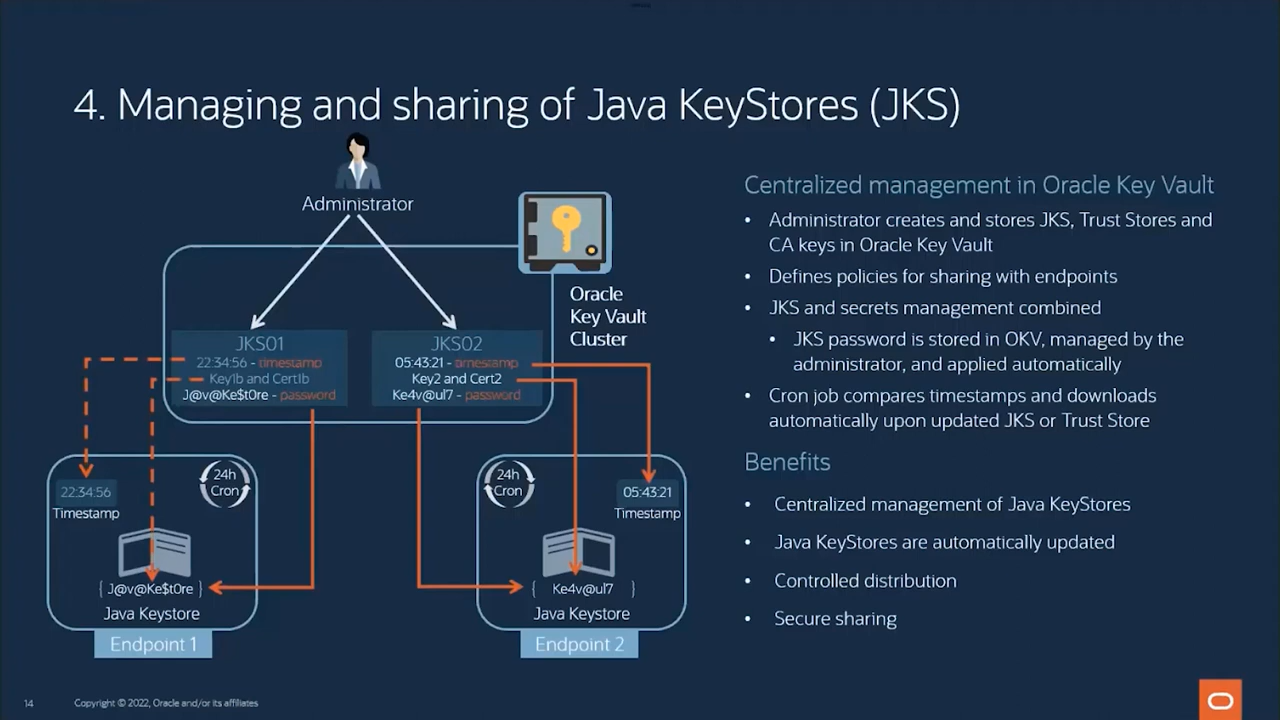 4. Managing and sharing of Java KeyStores (JKS)
Administrator
Oracle
Key Vault
Cluster
JKS01
22:34:56 - timestamp
Key1b and Cert1b
J@v@Ke$t0re - password
JKS02
05:43:21 - timestamp
Key2 and Cert2
Ke4v@ul7 - password
22:34:56
Timestamp
24h
Cron
{ J@v@Ke$t0re }
Java Keystore
Endpoint 1
24h
Cron
05:43:21
Timestamp
{ Ke4v@ul7 }
Java Keystore
Endpoint 2
Centralized management in Oracle Key Vault
• Administrator creates and stores JKS, Trust Stores and
CA keys in Oracle Key Vault
• Defines policies for sharing with endpoints
• JKS and secrets management combined
• JKS password is stored in OKV, managed by the
administrator, and applied automatically
• Cron job compares timestamps and downloads
automatically upon updated JKS or Trust Store
Benefits
• Centralized management of Java KeyStores
• Java KeyStores are automatically updated
• Controlled distribution
• Secure sharing
14
Copyright © 2022, Oracle and/or its affiliates